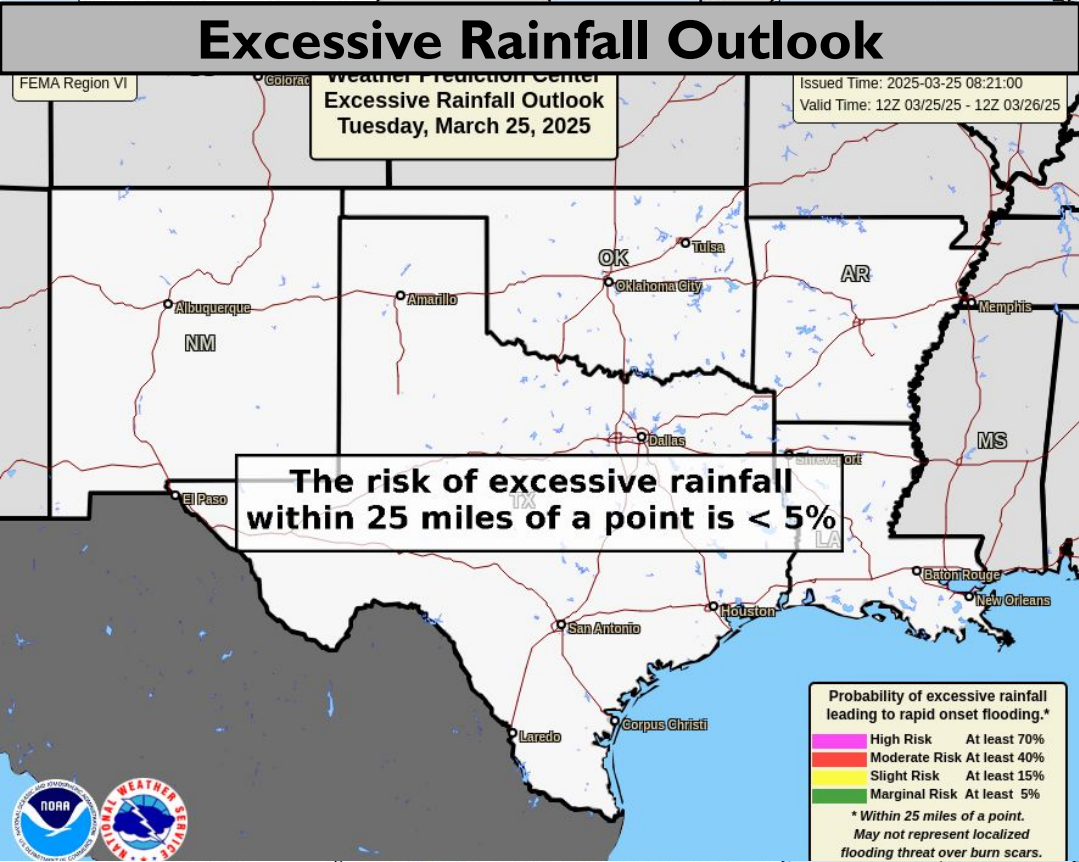 Excessive Rainfall Outlook
FEMA Region VI
Weather Prediction Center
Excessive Rainfall Outlook
Tuesday, March 25, 2025
Issued Time: 2025-03-25 08:21:00
Valid Time: 12Z 03/25/25 - 12Z 03/26/25
Colorad
Tulsa
OK
Oklahoma City
AR
Amarillo
Albuquerque
Memphis
NM
Dallas
MS
Shreveport
The risk of excessive rainfall
within 25 miles of a point is < 5%
El Paso
TX
LA
Baton Rouge
New Orleans
Houston
San Antonio
Corpus Christi
Laredo
Probability of excessive rainfall
leading to rapid onset flooding.*
High Risk At least 70%
Moderate Risk At least 40%
Slight Risk At least 15%
Marginal Risk At least 5%
* Within 25 miles of a point.
May not represent localized
flooding threat over burn scars.
NOAA
NATIONAL WEATHER SERVICE